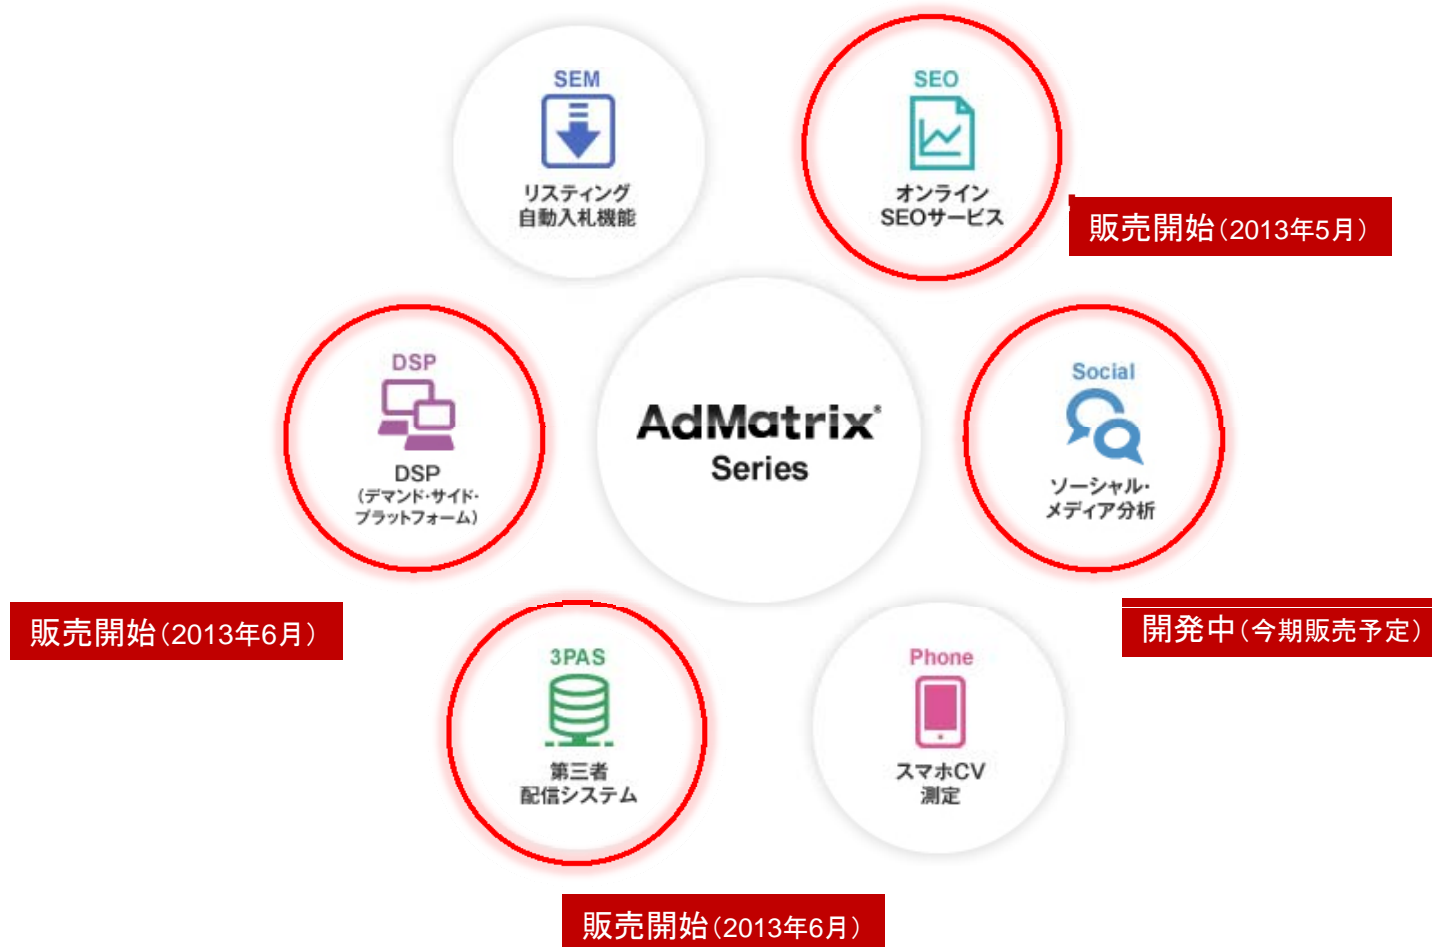 SEM
リスティング
自動入札機能
SEO
オンライン
SEOサービス
販売開始(2013年5月)
DSP
DSP
(デマンド・サイド・
プラットフォーム)
販売開始(2013年6月)
AdMatrix®
Series
Social
ソーシャル・
メディア分析
開発中(今期販売予定)
3PAS
第三者
配信システム
販売開始(2013年6月)
Phone
スマホCV
測定